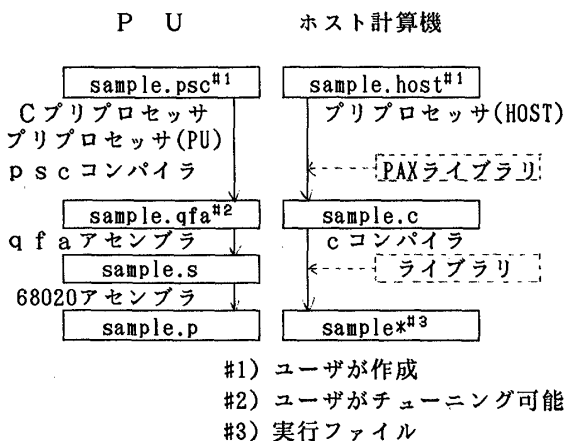 PU ホスト計算機
sample.psc#1 sample.host#1
Cプリプロセッサ プリプロセッサ(HOST)
プリプロセッサ(PU)
pscコンパイラ PAXライブラリ
sample.qfa#2 sample.c
qfaアセンブラ cコンパイラ
sample.s ライブラリ
68020アセンブラ
sample.p sample*#3
#1) ユーザが作成
#2) ユーザがチューニング可能
#3) 実行ファイル